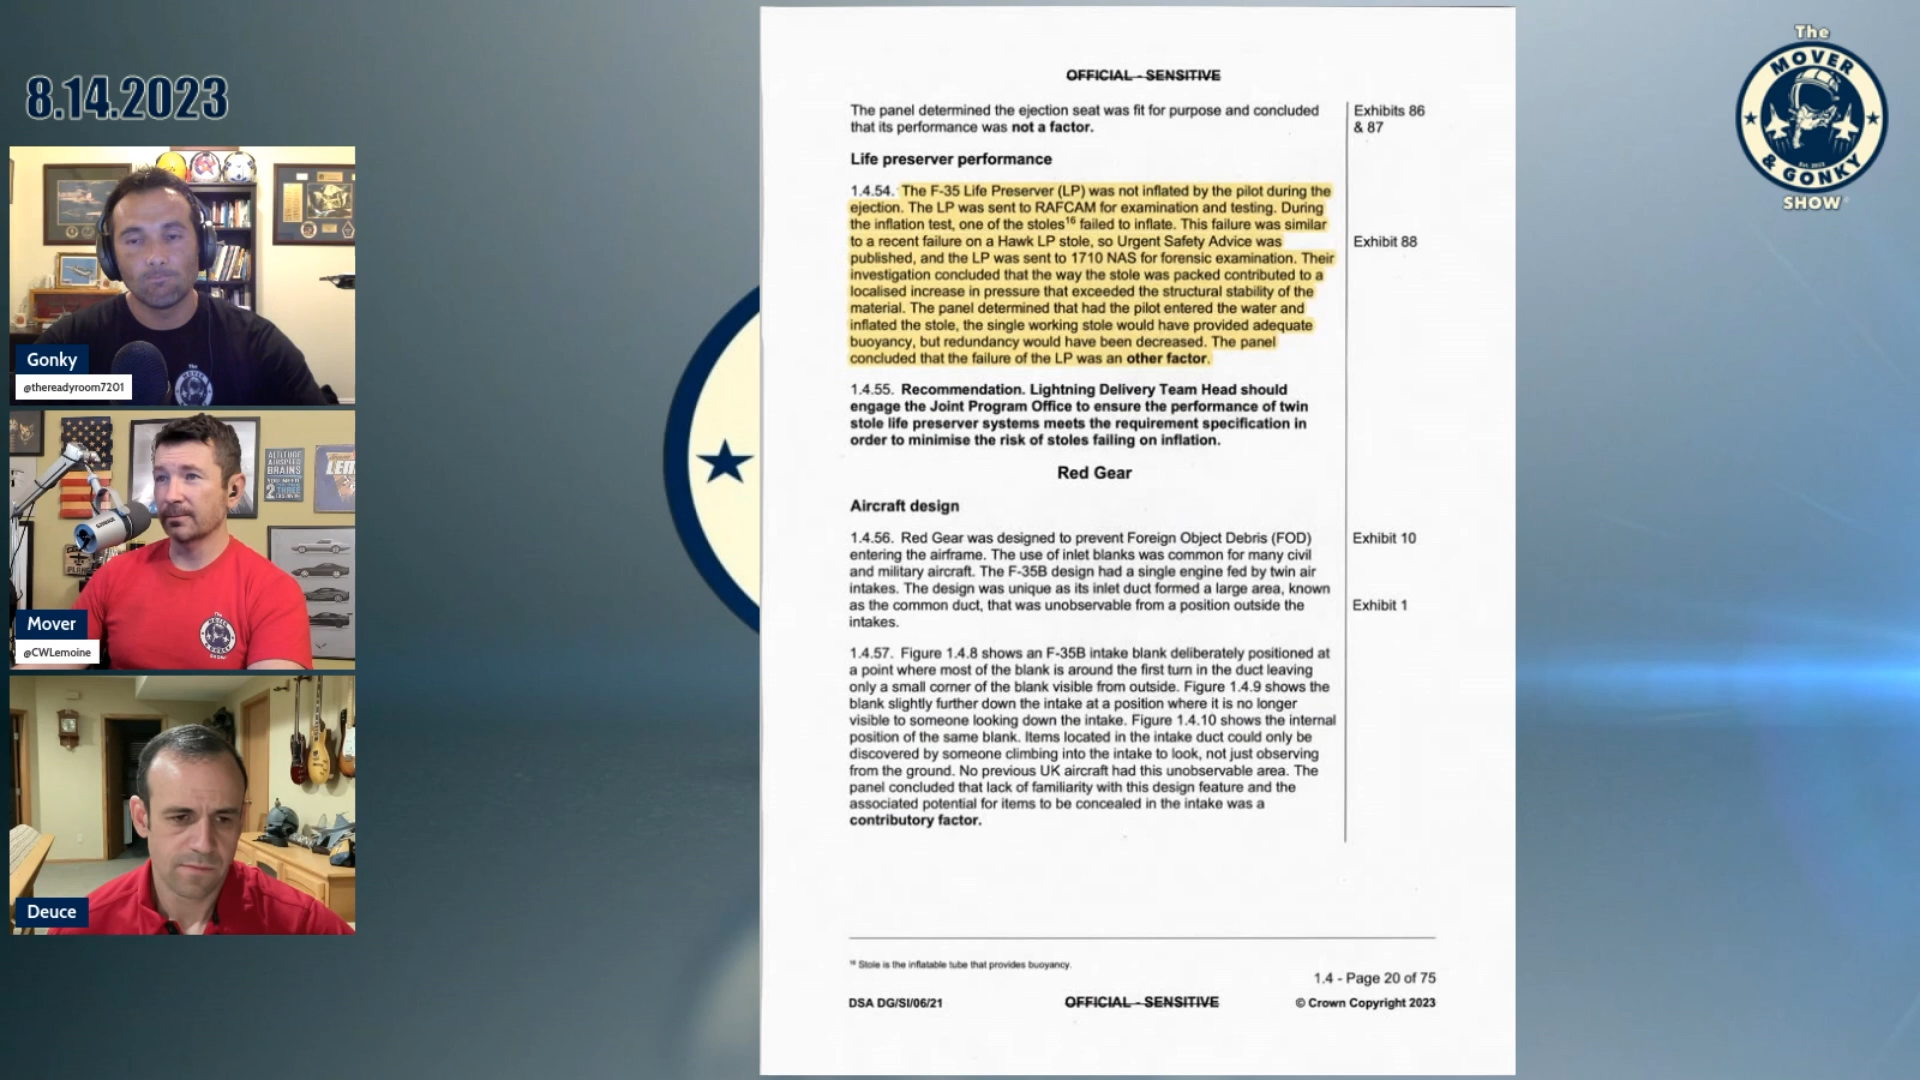 8.14.2023
Gonky
@thereadyroom7201
ALTITUDE
AIRSPEED
BRAINS
2
Mover
@CWLemoine
Deuce
OFFICIAL - SENSITIVE
The panel determined the ejection seat was fit for purpose and concluded
that its performance was not a factor.
Exhibits 86
& 87
Life preserver performance
1.4.54. The F-35 Life Preserver (LP) was not inflated by the pilot during the
ejection. The LP was sent to RAFCAM for examination and testing. During
the inflation test, one of the stoles16 failed to inflate. This failure was similar
to a recent failure on a Hawk LP stole, so Urgent Safety Advice was
Exhibit 88
published, and the LP was sent to 1710 NAS for forensic examination. Their
investigation concluded that the way the stole was packed contributed to a
localised increase in pressure that exceeded the structural stability of the
material. The panel determined that had the pilot entered the water and
inflated the stole, the single working stole would have provided adequate
buoyancy, but redundancy would have been decreased. The panel
concluded that the failure of the LP was an other factor.
1.4.55. Recommendation. Lightning Delivery Team Head should
engage the Joint Program Office to ensure the performance of twin
stole life preserver systems meets the requirement specification in
order to minimise the risk of stoles failing on inflation.
Red Gear
Aircraft design
1.4.56. Red Gear was designed to prevent Foreign Object Debris (FOD)
Exhibit 10
entering the airframe. The use of inlet blanks was common for many civil
and military aircraft. The F-35B design had a single engine fed by twin air
intakes. The design was unique as its inlet duct formed a large area, known
as the common duct, that was unobservable from a position outside the
Exhibit 1
intakes.
1.4.57. Figure 1.4.8 shows an F-35B intake blank deliberately positioned at
a point where most of the blank is around the first turn in the duct leaving
only a small corner of the blank visible from outside. Figure 1.4.9 shows the
blank slightly further down the intake at a position where it is no longer
visible to someone looking down the intake. Figure 1.4.10 shows the internal
position of the same blank. Items located in the intake duct could only be
discovered by someone climbing into the intake to look, not just observing
from the ground. No previous UK aircraft had this unobservable area. The
panel concluded that lack of familiarity with this design feature and the
associated potential for items to be concealed in the intake was a
contributory factor.
16 Stole is the inflatable tube that provides buoyancy.
1.4 - Page 20 of 75
DSA DG/SI/06/21
OFFICIAL - SENSITIVE
© Crown Copyright 2023
The
MOVER
& GONKY
SHOW